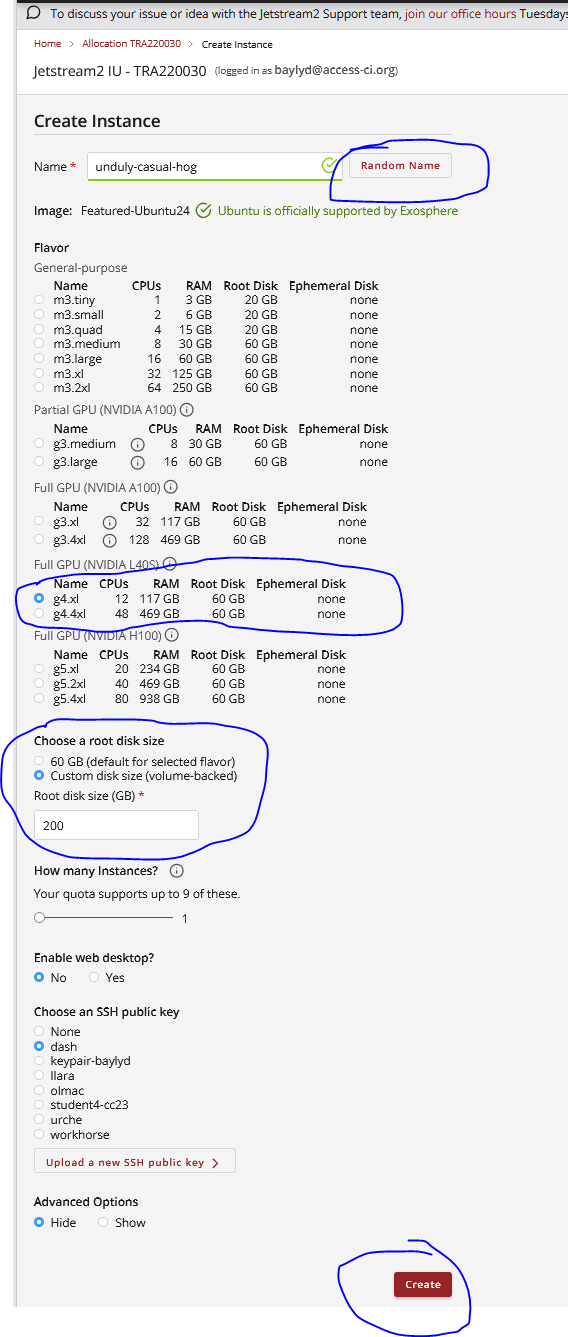 To discuss your issue or idea with the Jetstream2 Support team, join our office hours Tuesdays
Home > Allocation TRA220030 > Create Instance
Jetstream2 IU - TRA220030 (logged in as baylyd@access-ci.org)
Create Instance
Name * unduly-casual-hog Random Name
Image: Featured-Ubuntu24 Ubuntu is officially supported by Exosphere
Flavor
General-purpose
Name CPUs RAM Root Disk Ephemeral Disk
m3.tiny 1 3 GB 20 GB none
m3.small 2 6 GB 20 GB none
m3.quad 4 15 GB 20 GB none
m3.medium 8 30 GB 60 GB none
m3.large 16 60 GB 60 GB none
m3.xl 32 125 GB 60 GB none
m3.2xl 64 250 GB 60 GB none
Partial GPU (NVIDIA A100)
Name CPUs RAM Root Disk Ephemeral Disk
g3.medium 8 30 GB 60 GB none
g3.large 16 60 GB 60 GB none
Full GPU (NVIDIA A100)
Name CPUs RAM Root Disk Ephemeral Disk
g3.xl 32 117 GB 60 GB none
g3.4xl 128 469 GB 60 GB none
Full GPU (NVIDIA L40S)
Name CPUs RAM Root Disk Ephemeral Disk
g4.xl 12 117 GB 60 GB none
g4.4xl 48 469 GB 60 GB none
Full GPU (NVIDIA H100)
Name CPUs RAM Root Disk Ephemeral Disk
g5.xl 20 234 GB 60 GB none
g5.2xl 40 469 GB 60 GB none
g5.4xl 80 938 GB 60 GB none
Choose a root disk size
60 GB (default for selected flavor)
Custom disk size (volume-backed)
Root disk size (GB) *
200
How many Instances?
Your quota supports up to 9 of these.
1
Enable web desktop?
No Yes
Choose an SSH public key
None
dash
keypair-baylyd
llara
olmac
student4-cc23
urche
workhorse
Upload a new SSH public key >
Advanced Options
Hide Show
Create